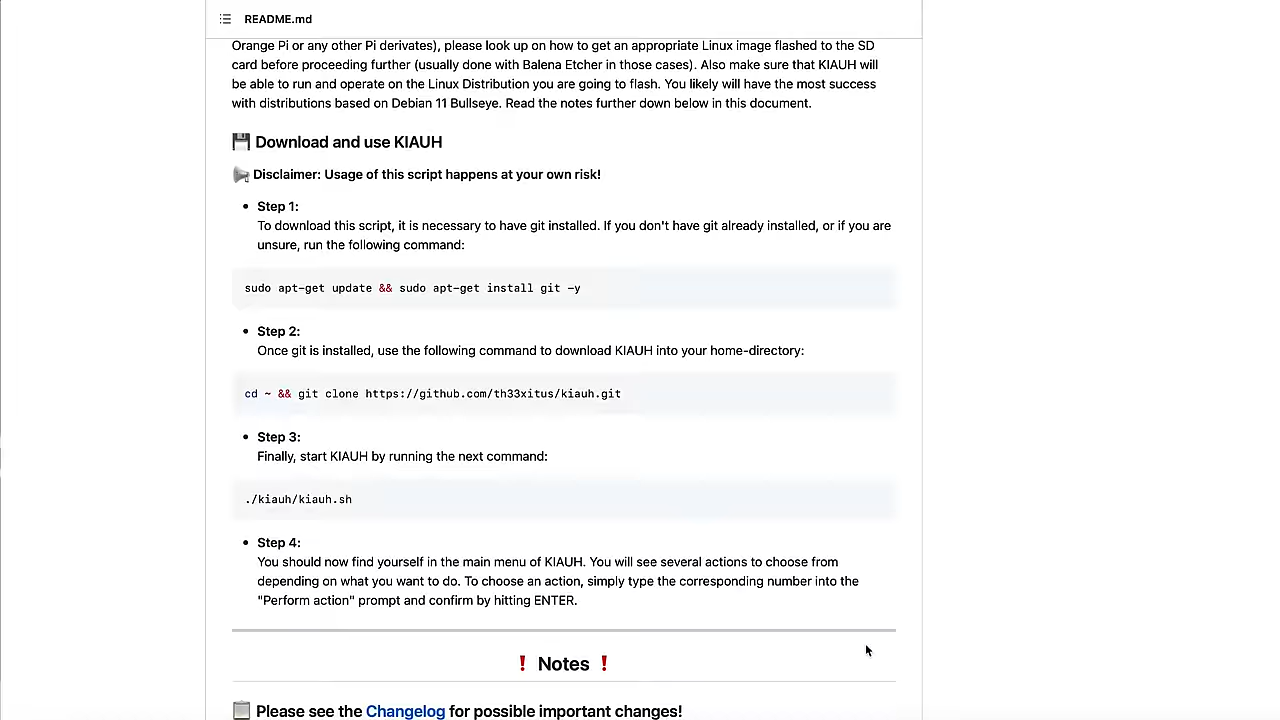 README.md
Orange Pi or any other Pi derivates), please look up on how to get an appropriate Linux image flashed to the SD
card before proceeding further (usually done with Balena Etcher in those cases). Also make sure that KIAUH will
be able to run and operate on the Linux Distribution you are going to flash. You likely will have the most success
with distributions based on Debian 11 Bullseye. Read the notes further down below in this document.
Download and use KIAUH
Disclaimer: Usage of this script happens at your own risk!
• Step 1:
To download this script, it is necessary to have git installed. If you don't have git already installed, or if you are
unsure, run the following command:
sudo apt-get update && sudo apt-get install git -y
• Step 2:
Once git is installed, use the following command to download KIAUH into your home-directory:
cd ~ && git clone https://github.com/th33xitus/kiauh.git
• Step 3:
Finally, start KIAUH by running the next command:
./kiauh/kiauh.sh
• Step 4:
You should now find yourself in the main menu of KIAUH. You will see several actions to choose from
depending on what you want to do. To choose an action, simply type the corresponding number into the
"Perform action" prompt and confirm by hitting ENTER.
❗ Notes ❗
Please see the Changelog for possible important changes!